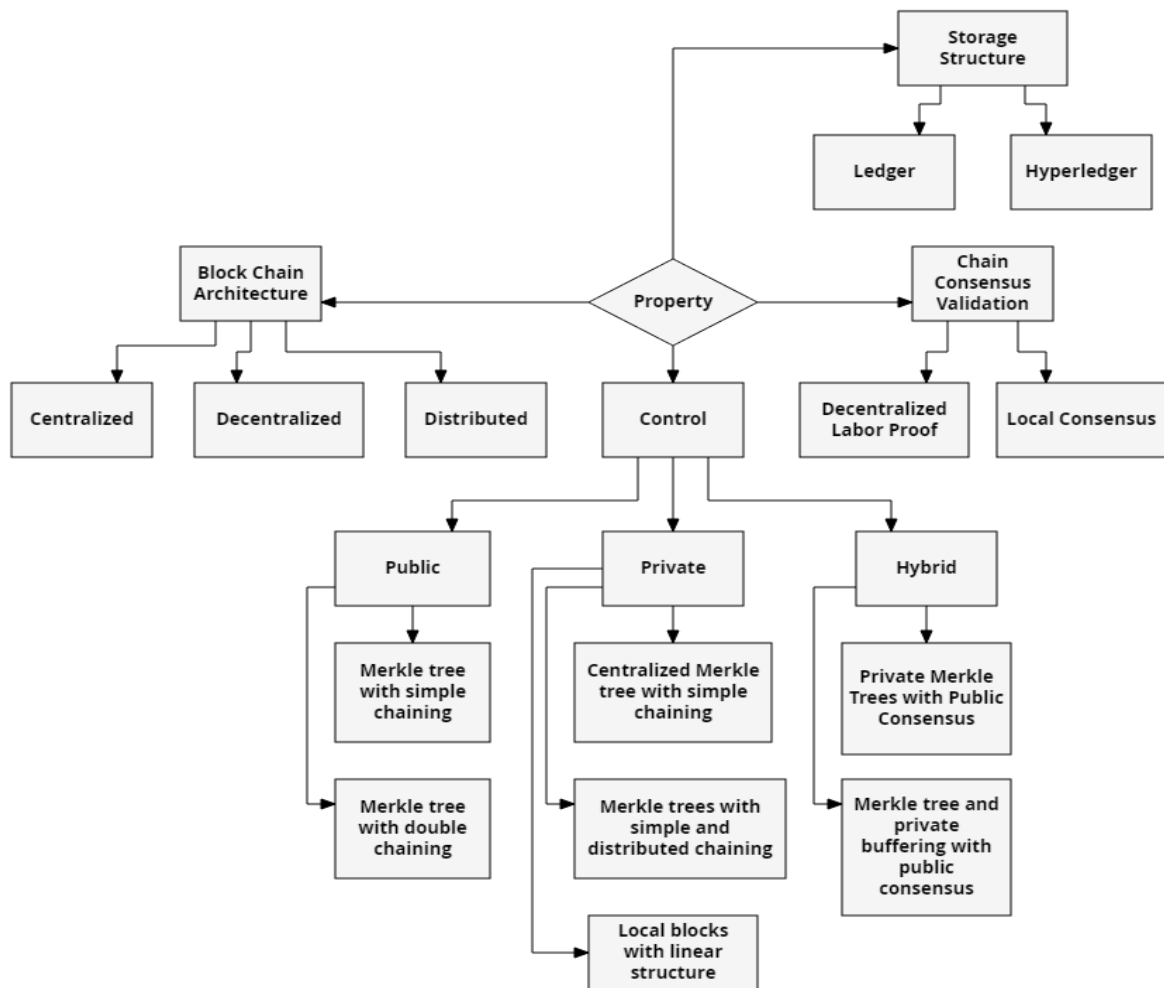 Storage
Structure
Ledger
Hyperledger
Block Chain
Architecture
Property
Chain
Consensus
Validation
Centralized
Decentralized
Distributed
Control
Decentralized
Labor Proof
Local Consensus
Public
Private
Hybrid
Merkle tree
with simple
chaining
Centralized Merkle
tree with simple
chaining
Private Merkle
Trees with Public
Consensus
Merkle tree
with double
chaining
Merkle trees with
simple and
distributed chaining
Merkle tree and
private
buffering with
public
consensus
Local blocks
with linear
structure